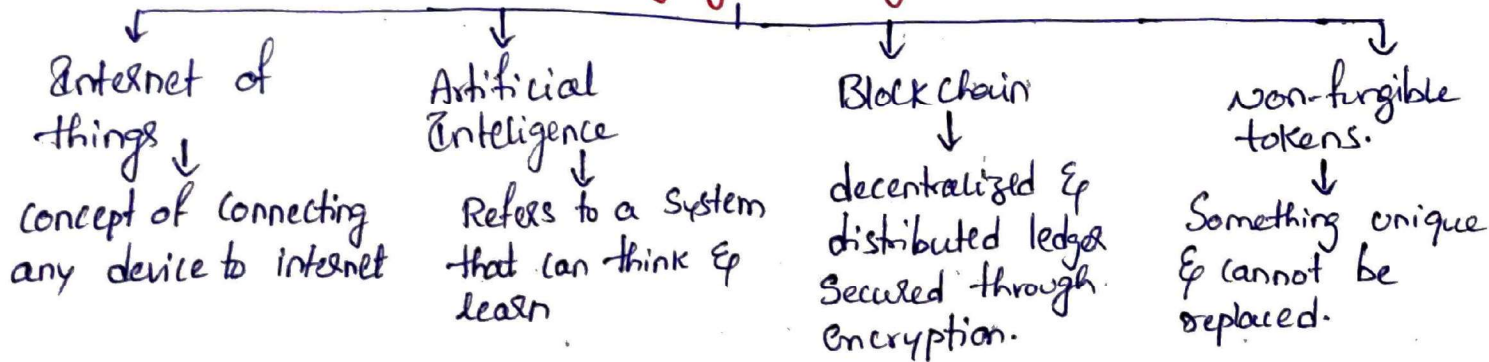 Internet of
things
concept of connecting
any device to internet
Artificial
Inteligence
Refers to a System
that can think &
learn
Block chain
decentralized &
distributed ledger
Secured through
encryption.
Non-fungible
tokens.
Something unique
& cannot be
replaced.